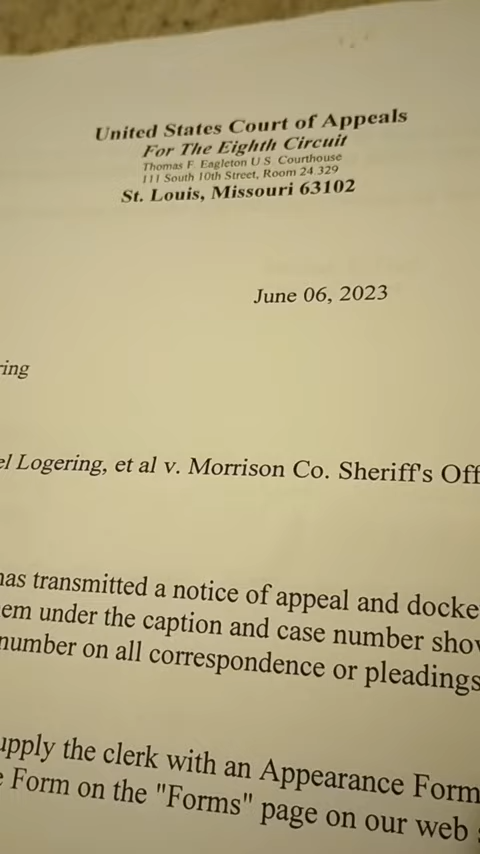 United States Court of Appeals
For The Eighth Circuit
Thomas F. Eagleton U.S. Courthouse
111 South 10th Street, Room 24.329
St. Louis, Missouri 63102
June 06, 2023
ring
el Logering, et al v. Morrison Co. Sheriff's Off
has transmitted a notice of appeal and docke
em under the caption and case number show
number on all correspondence or pleadings
upply the clerk with an Appearance Form
e Form on the "Forms" page on our web s